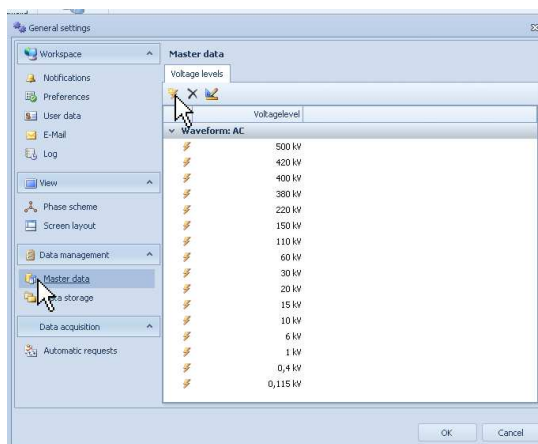 General settings
Workspace
Notifications
Preferences
User data
E-Mail
Log
View
Phase scheme
Screen layout
Data management
Master data
storage
Data acquisition
Automatic requests
Master data
Voltage levels
Voltagelevel
Waveform: AC
500 kV
420 kV
400 kV
380 kV
220 kV
150 kV
110 kV
60 kV
30 kV
20 kV
15 kV
10 kV
6 kV
1 kV
0,4 kV
0,115 kV
OK
Cancel